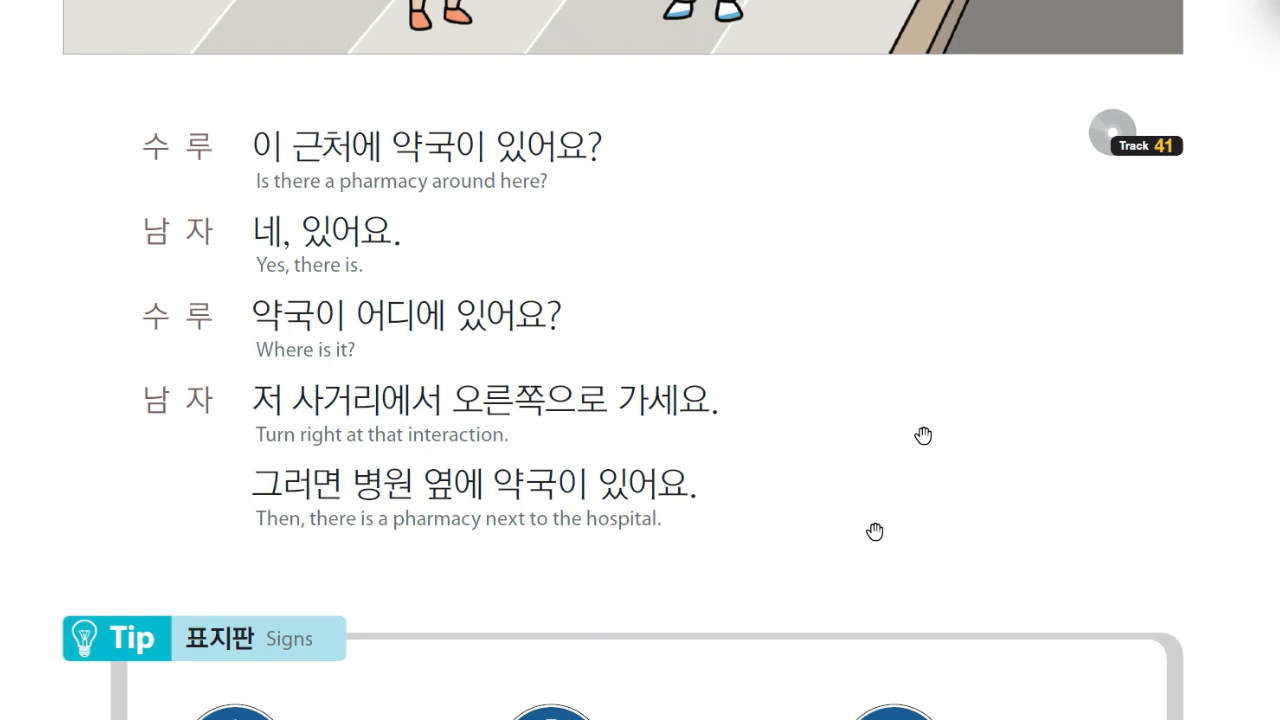 Track 41
수 루 이 근처에 약국이 있어요?
Is there a pharmacy around here?
남 자 네, 있어요.
Yes, there is.
수 루 약국이 어디에 있어요?
Where is it?
남 자 저 사거리에서 오른쪽으로 가세요.
Turn right at that interaction.
그러면 병원 옆에 약국이 있어요.
Then, there is a pharmacy next to the hospital.
Tip 표지판 Signs